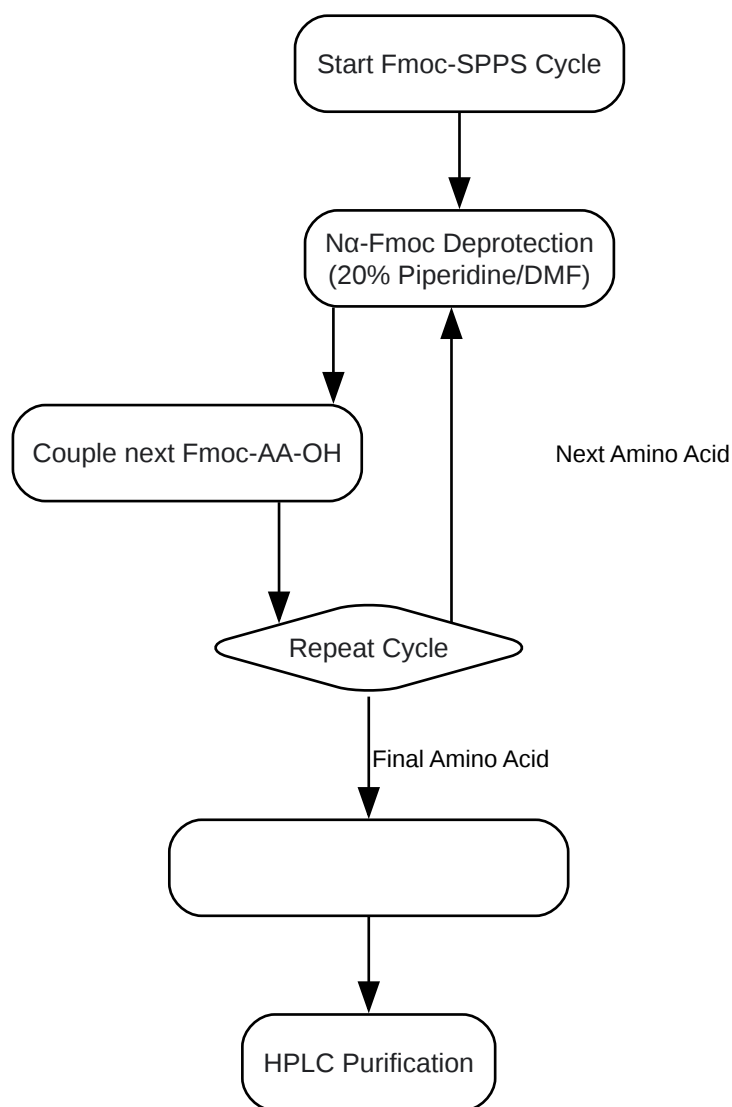 Start Fmoc-SPPS Cycle
Nα-Fmoc Deprotection
(20% Piperidine/DMF)
Couple next Fmoc-AA-OH
Next Amino Acid
Repeat Cycle
Final Amino Acid
HPLC Purification